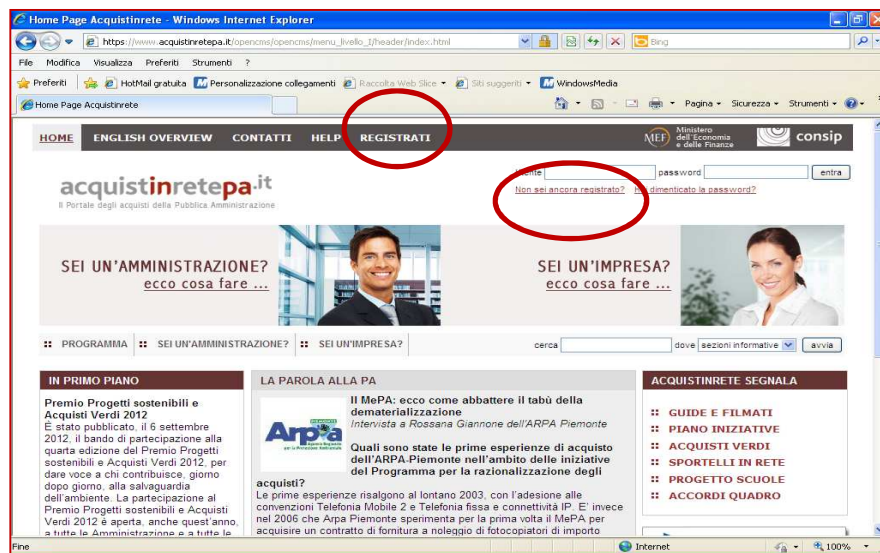 Home Page Acquistinrete - Windows Internet Explorer
https://www.acquistinretepa.it/opencms/opencms/menu_livello_I/header/index.html
Bing
File Modifica Visualizza Preferiti Strumenti ?
Preferiti HotMail gratuita Personalizzazione collegamenti Raccolta Web Slice Siti suggeriti WindowsMedia
Home Page Acquistinrete
Pagina Sicurezza Strumenti
HOME ENGLISH OVERVIEW CONTATTI HELP REGISTRATI
MEF Ministero
dell'Economia
e delle Finanze
consip
password entra
Non sei ancora registrato? dimenticato la password?
acquistinretepa.it
Il Portale degli acquisti della Pubblica Amministrazione
SEI UN'AMMINISTRAZIONE?
ecco cosa fare ...
SEI UN'IMPRESA?
ecco cosa fare ...
PROGRAMMA SEI UN'AMMINISTRAZIONE? SEI UN'IMPRESA?
cerca dove sezioni informative avvia
IN PRIMO PIANO
Premio Progetti sostenibili e
Acquisti Verdi 2012
È stato pubblicato, il 6 settembre
2012, il bando di partecipazione alla
quarta edizione del Premio Progetti
sostenibili e Acquisti Verdi 2012, per
dare voce a chi contribuisce, giorno
dopo giorno, alla salvaguardia
dell'ambiente. La partecipazione al
Premio Progetti sostenibili e Acquisti
Verdi 2012 è aperta, anche quest'anno,
a tutte le Amministrazione e a tutte le
LA PAROLA ALLA PA
Arpa
Il MePA: ecco come abbattere il tabù della
dematerializzazione
Intervista a Rossana Giannone dell'ARPA Piemonte
Quali sono state le prime esperienze di acquisto
dell'ARPA-Piemonte nell'ambito delle iniziative
del Programma per la razionalizzazione degli
acquisti?
Le prime esperienze risalgono al lontano 2003, con l'adesione alle
convenzioni Telefonia Mobile 2 e Telefonia fissa e connettività IP. E' invece
nel 2006 che Arpa Piemonte sperimenta per la prima volta il MePA per
acquisire un contratto di fornitura a noleggio di fotocopiatori di importo
ACQUISTINRETE SEGNALA
GUIDE E FILMATI
PIANO INIZIATIVE
ACQUISTI VERDI
SPORTELLI IN RETE
PROGETTO SCUOLE
ACCORDI QUADRO
Fine Internet 100%